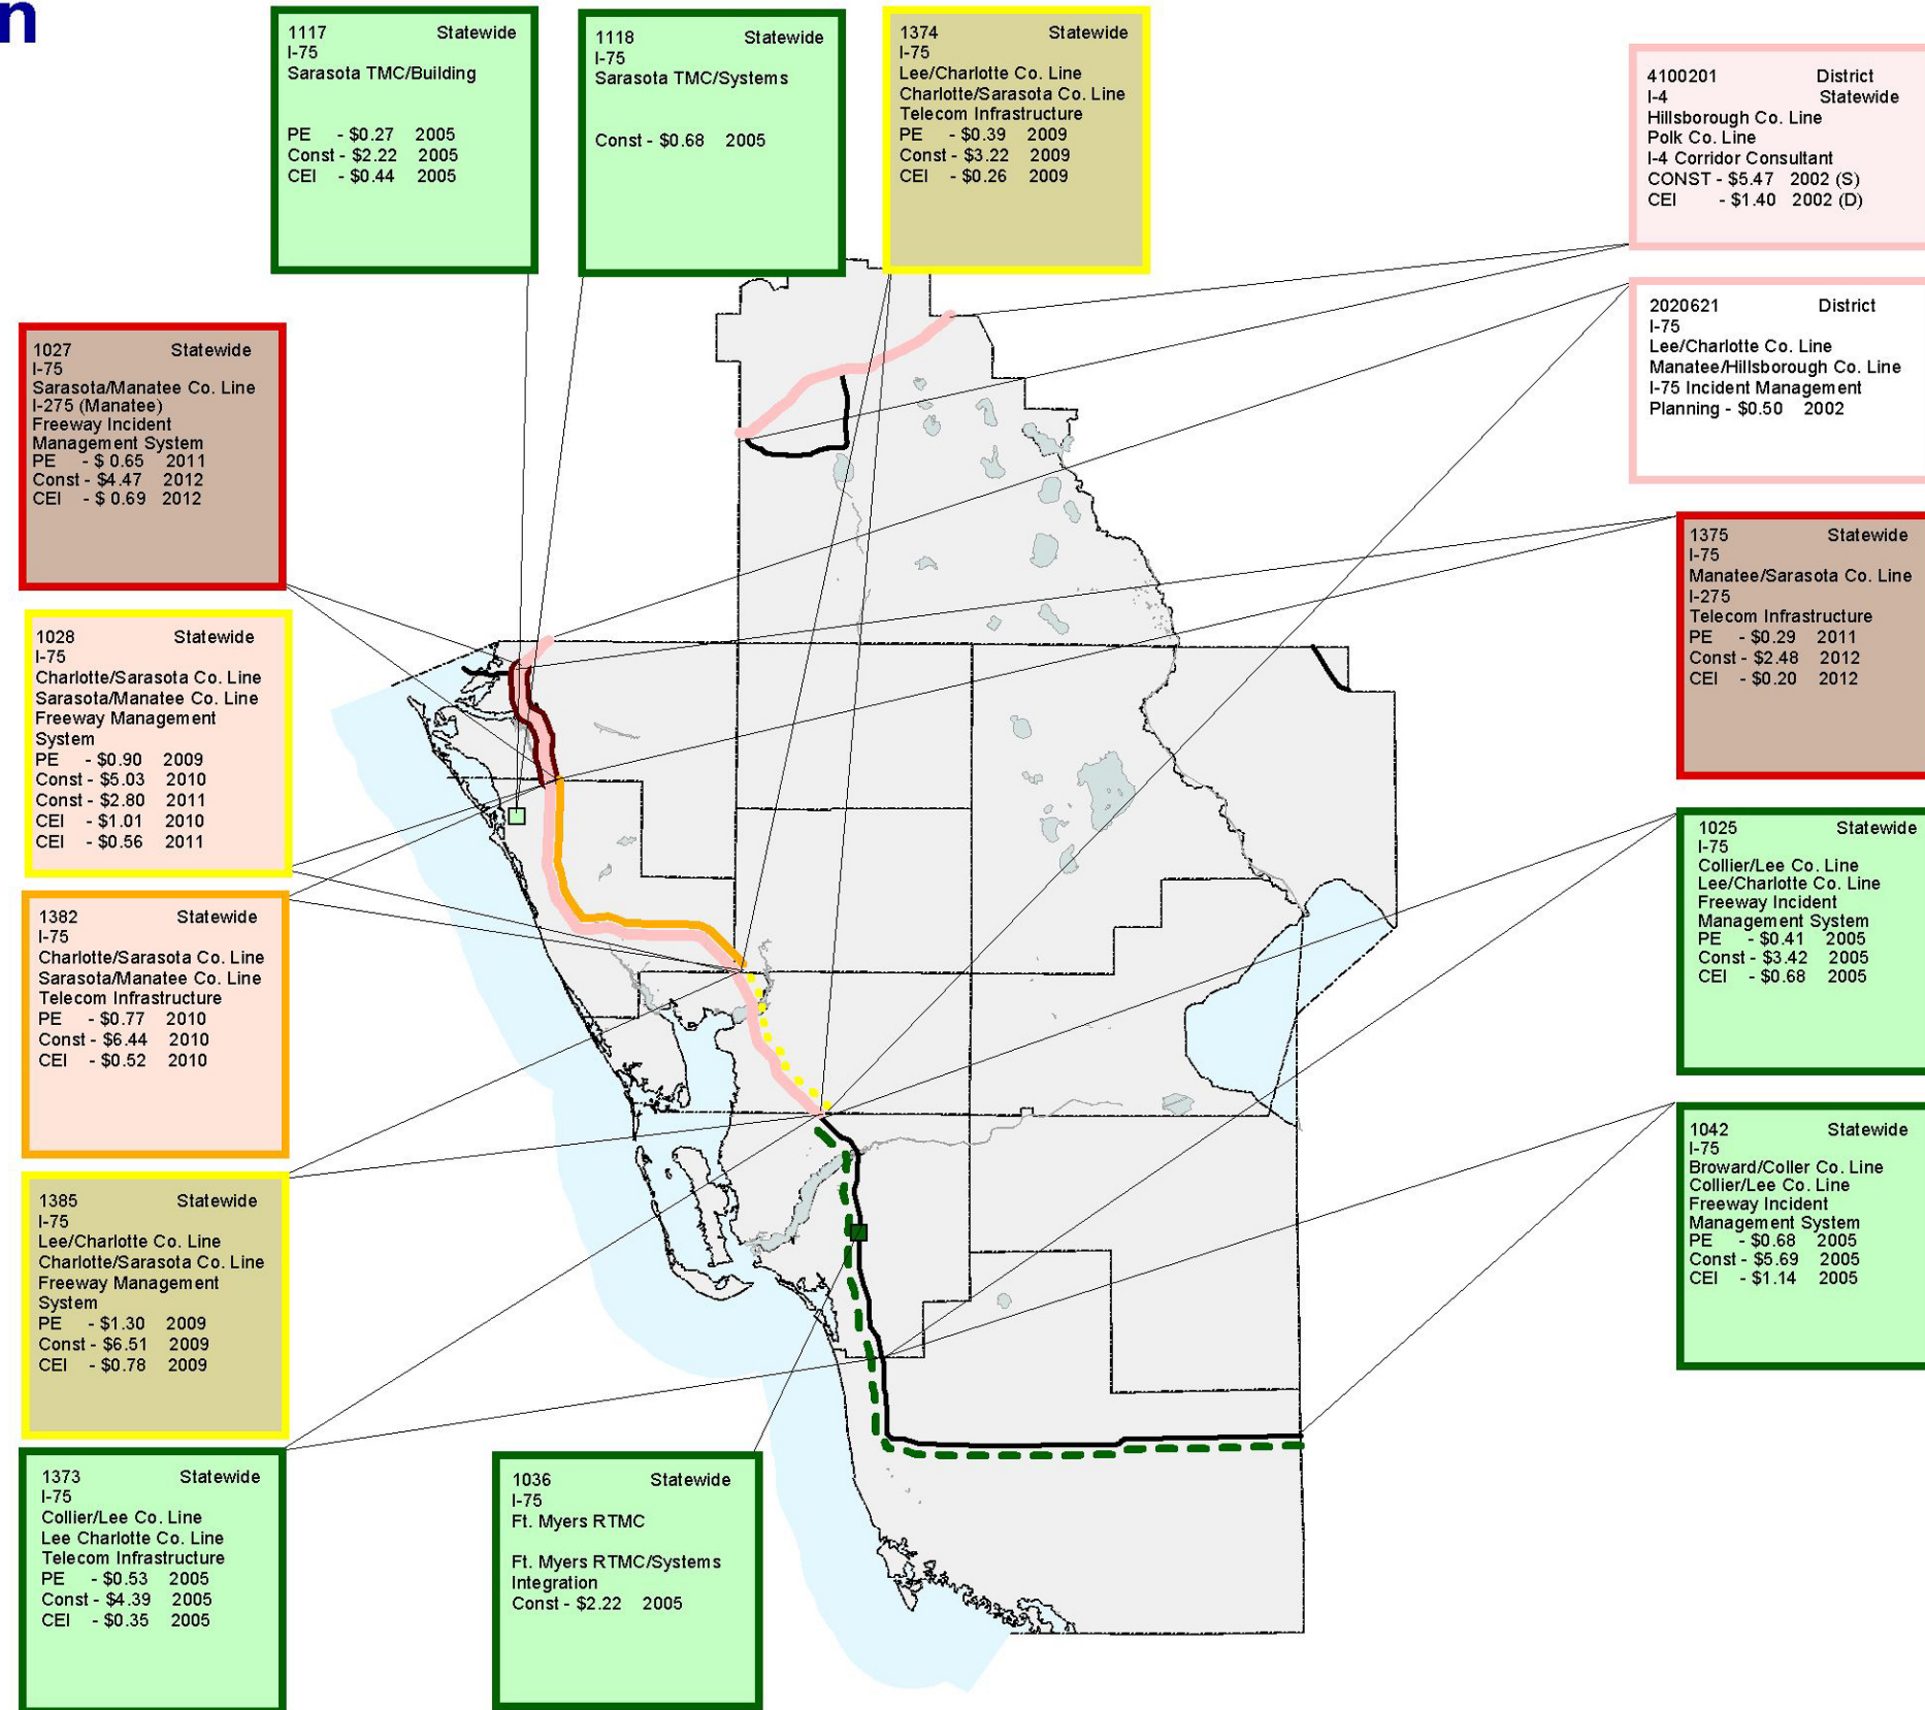 n
1117 Statewide
I-75
Sarasota TMC/Building
PE - $0.27 2005
Const - $2.22 2005
CEI - $0.44 2005
1118 Statewide
I-75
Sarasota TMC/Systems
Const - $0.68 2005
1374 Statewide
I-75
Lee/Charlotte Co. Line
Charlotte/Sarasota Co. Line
Telecom Infrastructure
PE - $0.39 2009
Const - $3.22 2009
CEI - $0.26 2009
4100201 District
I-4 Statewide
Hillsborough Co. Line
Polk Co. Line
I-4 Corridor Consultant
CONST - $5.47 2002 (S)
CEI - $1.40 2002 (D)
2020621 District
I-75
Lee/Charlotte Co. Line
Manatee/Hillsborough Co. Line
I-75 Incident Management
Planning - $0.50 2002
1027 Statewide
I-75
Sarasota/Manatee Co. Line
I-275 (Manatee)
Freeway Incident
Management System
PE - $ 0.65 2011
Const - $4.47 2012
CEI - $ 0.69 2012
1375 Statewide
I-75
Manatee/Sarasota Co. Line
I-275
Telecom Infrastructure
PE - $0.29 2011
Const - $2.48 2012
CEI - $0.20 2012
1028 Statewide
I-75
Charlotte/Sarasota Co. Line
Sarasota/Manatee Co. Line
Freeway Management
System
PE - $0.90 2009
Const - $5.03 2010
Const - $2.80 2011
CEI - $1.01 2010
CEI - $0.56 2011
1025 Statewide
I-75
Collier/Lee Co. Line
Lee/Charlotte Co. Line
Freeway Incident
Management System
PE - $0.41 2005
Const - $3.42 2005
CEI - $0.68 2005
1382 Statewide
I-75
Charlotte/Sarasota Co. Line
Sarasota/Manatee Co. Line
Telecom Infrastructure
PE - $0.77 2010
Const - $6.44 2010
CEI - $0.52 2010
1042 Statewide
I-75
Broward/Coller Co. Line
Collier/Lee Co. Line
Freeway Incident
Management System
PE - $0.68 2005
Const - $5.69 2005
CEI - $1.14 2005
1385 Statewide
I-75
Lee/Charlotte Co. Line
Charlotte/Sarasota Co. Line
Freeway Management
System
PE - $1.30 2009
Const - $6.51 2009
CEI - $0.78 2009
1373 Statewide
I-75
Collier/Lee Co. Line
Lee Charlotte Co. Line
Telecom Infrastructure
PE - $0.53 2005
Const - $4.39 2005
CEI - $0.35 2005
1036 Statewide
I-75
Ft. Myers RTMC
Ft. Myers RTMC/Systems
Integration
Const - $2.22 2005